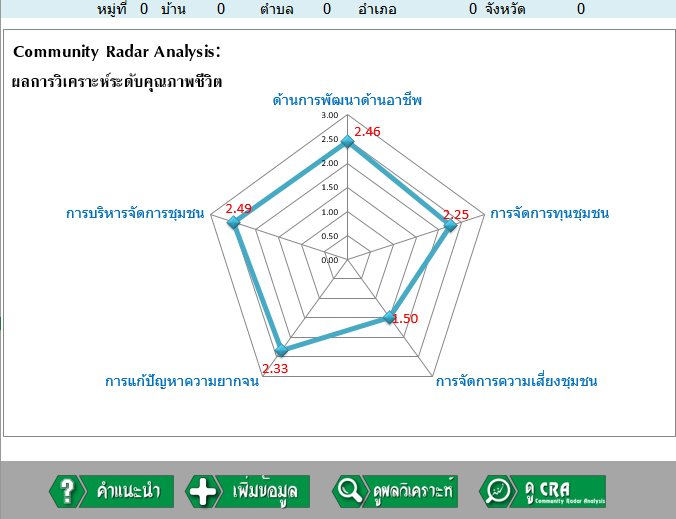 หมู่ที่ 0 บ้าน 0 ตำบล 0 อำเภอ 0 จังหวัด 0
Community Radar Analysis:
ผลการวิเคราะห์ระดับคุณภาพชีวิต
ด้านการพัฒนาด้านอาชีพ
3.00
2.46
2.50
2.00
2.49
2.25
การบริหารจัดการชุมชน
การจัดการทุนชุมชน
1.50
1.00
0.50
0.00
1.50
2.33
การแก้ปัญหาความยากจน
การจัดการความเสี่ยงชุมชน
? คำแนะนำ
เพิ่มข้อมูล
ดูผลวิเคราะห์
ดู CRA
Community Radar Analysis